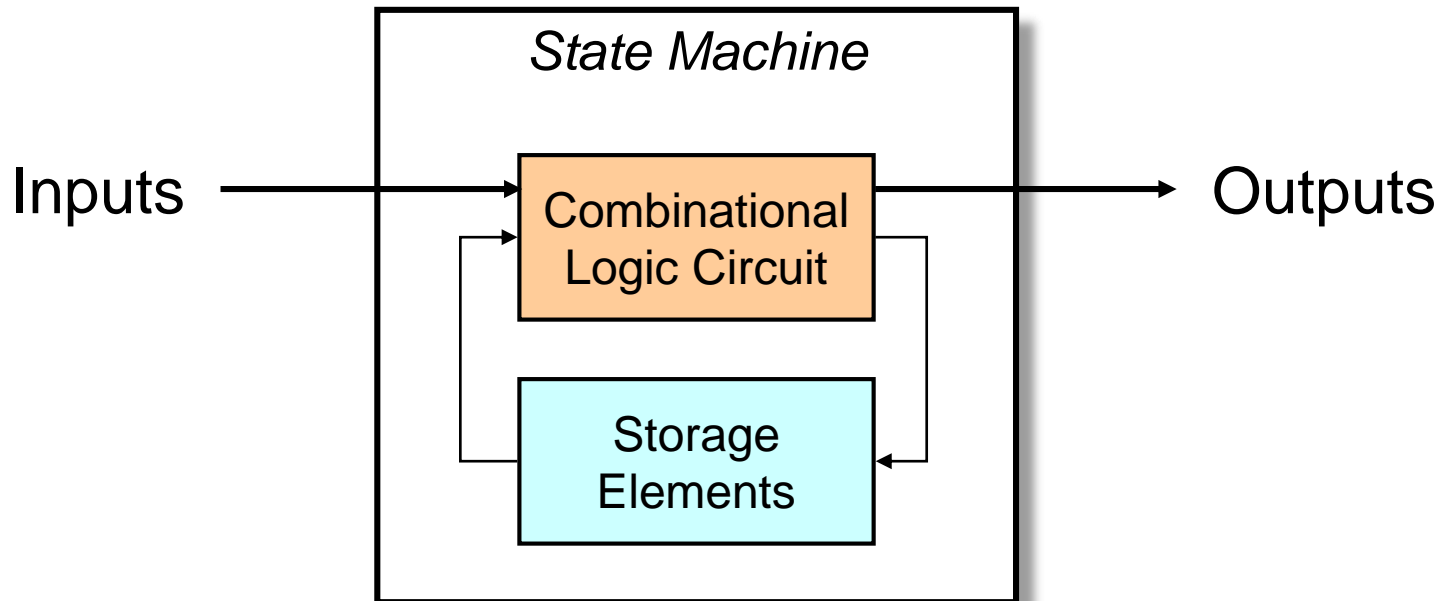 State Machine
Inputs
Combinational
Logic Circuit
Outputs
Storage
Elements